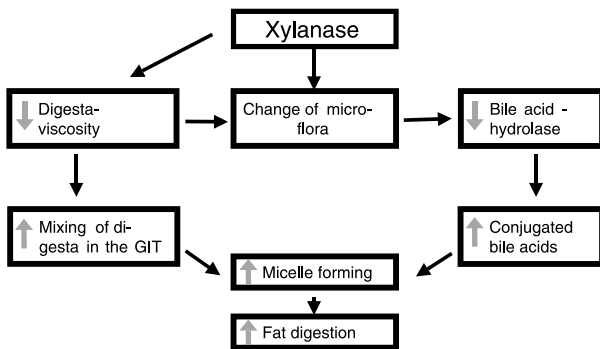 Xylanase
Digesta-
viscosity
Change of micro-
flora
Bile acid -
hydrolase
Mixing of di-
gesta in the GIT
Conjugated
bile acids
Micelle forming
Fat digestion